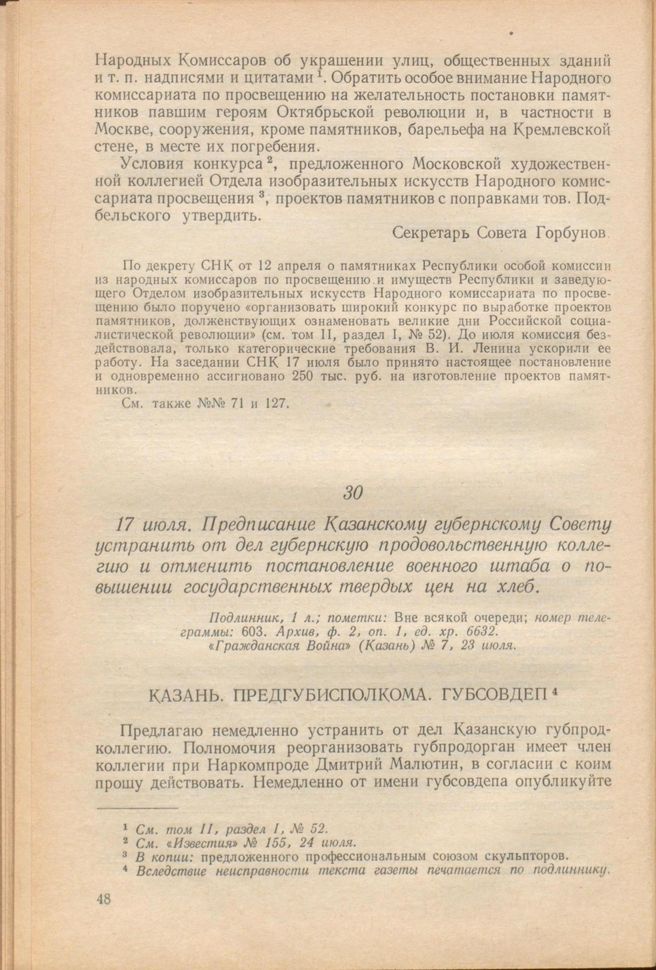 Народных Комиссаров об украшении улиц, общественных зданий
и т. п. надписями и цитатами ¹. Обратить особое внимание Народного
комиссариата по просвещению на желательность постановки памят-
ников павшим героям Октябрьской революции и, в частности в
Москве, сооружения, кроме памятников, барельефа на Кремлевской
стене, в месте их погребения.
Условия конкурса ², предложенного Московской художествен-
ной коллегией Отдела изобразительных искусств Народного комис-
сариата просвещения ³, проектов памятников с поправками тов. Под-
бельского утвердить.
Секретарь Совета Горбунов.
По декрету СНК от 12 апреля о памятниках Республики особой комиссии
из народных комиссаров по просвещению и имуществ Республики и заведую-
щего Отделом изобразительных искусств Народного комиссариата по просве-
щению было поручено «организовать широкий конкурс по выработке проектов
памятников, долженствующих ознаменовать великие дни Российской социа-
листической революции» (см. том II, раздел I, № 52). До июля комиссия без-
действовала, только категорические требования В. И. Ленина ускорили ее
работу. На заседании СНК 17 июля было принято настоящее постановление
и одновременно ассигновано 250 тыс. руб. на изготовление проектов памят-
ников.
См. также №№ 71 и 127.
30
17 июля. Предписание Казанскому губернскому Совету
устранить от дел губернскую продовольственную колле-
гию и отменить постановление военного штаба о по-
вышении государственных твердых цен на хлеб.
Подлинник, 1 л.; пометки: Вне всякой очереди; номер теле-
граммы: 603. Архив, ф. 2, оп. 1, ед. хр. 6632.
«Гражданская Война» (Казань) № 7, 23 июля.
КАЗАНЬ. ПРЕДГУБИСПОЛКОМА. ГУБСОВДЕП ⁴
Предлагаю немедленно устранить от дел Казанскую губпрод-
коллегию. Полномочия реорганизовать губпродорган имеет член
коллегии при Наркомпроде Дмитрий Малютин, в согласии с коим
прошу действовать. Немедленно от имени губсовдепа опубликуйте
¹ См. том II, раздел I, № 52.
² См. «Известия» № 155, 24 июля.
³ В копии: предложенного профессиональным союзом скульпторов.
⁴ Вследствие неисправности текста газеты печатается по подлиннику.
48